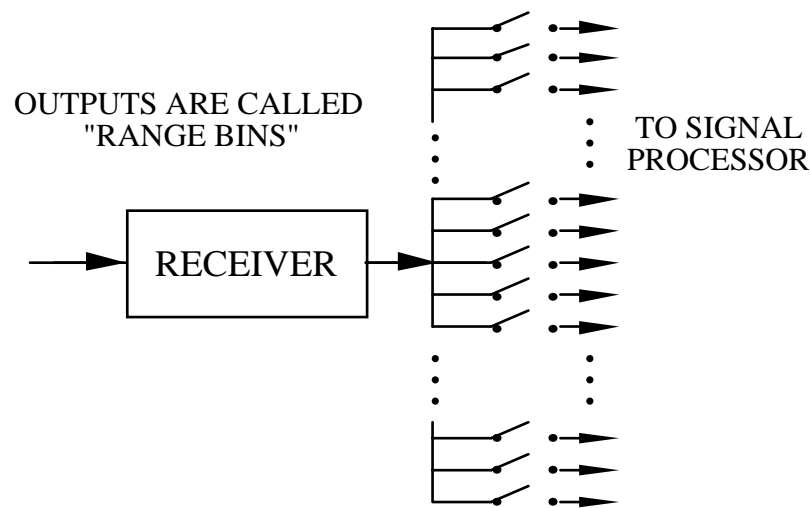 OUTPUTS ARE CALLED
"RANGE BINS"
TO SIGNAL
PROCESSOR
RECEIVER